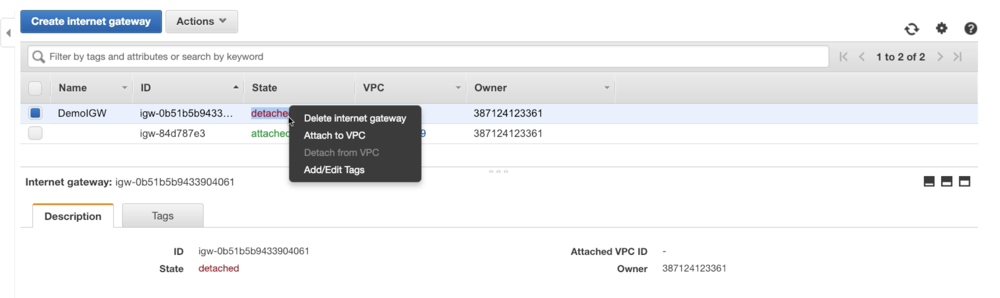 Create internet gateway Actions
Filter by tags and attributes or search by keyword 1 to 2 of 2
Name ID State VPC Owner
DemoIGW igw-0b51b5b9433... 387124123361
igw-84d787e3 9 387124123361
Delete internet gateway
Attach to VPC
Detach from VPC
Add/Edit Tags
Internet gateway: igw-0b51b5b9433904061
Description Tags
ID igw-0b51b5b9433904061 Attached VPC ID -
State detached Owner 387124123361